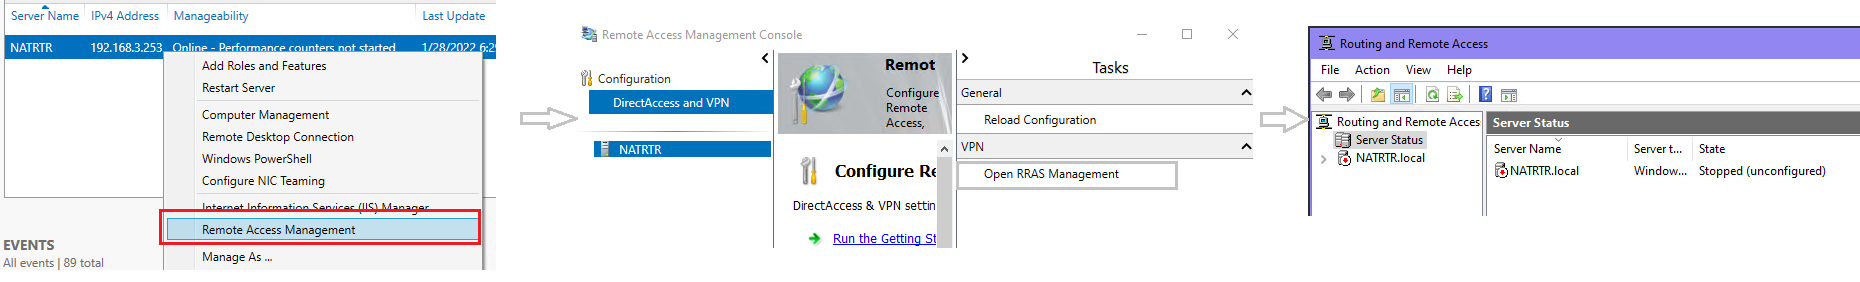 Server Name IPv4 Address Manageability Last Update
NATRTR 192.168.3.253 Online - Performance counters not started 1/28/2022 6:29
Add Roles and Features
Restart Server
Computer Management
Remote Desktop Connection
Windows PowerShell
Configure NIC Teaming
Internet Information Services (IIS) Manager
Remote Access Management
Manage As ...
EVENTS
All events | 89 total
Remote Access Management Console
Configuration
DirectAccess and VPN
NATRTR
Remot
Configure
Remote
Access,
Configure Re
DirectAccess & VPN settin
Run the Getting St
Tasks
General
Reload Configuration
VPN
Open RRAS Management
Routing and Remote Access
File Action View Help
Routing and Remote Acces
Server Status
NATRTR.local
Server Status
Server Name Server t... State
NATRTR.local Window... Stopped (unconfigured)